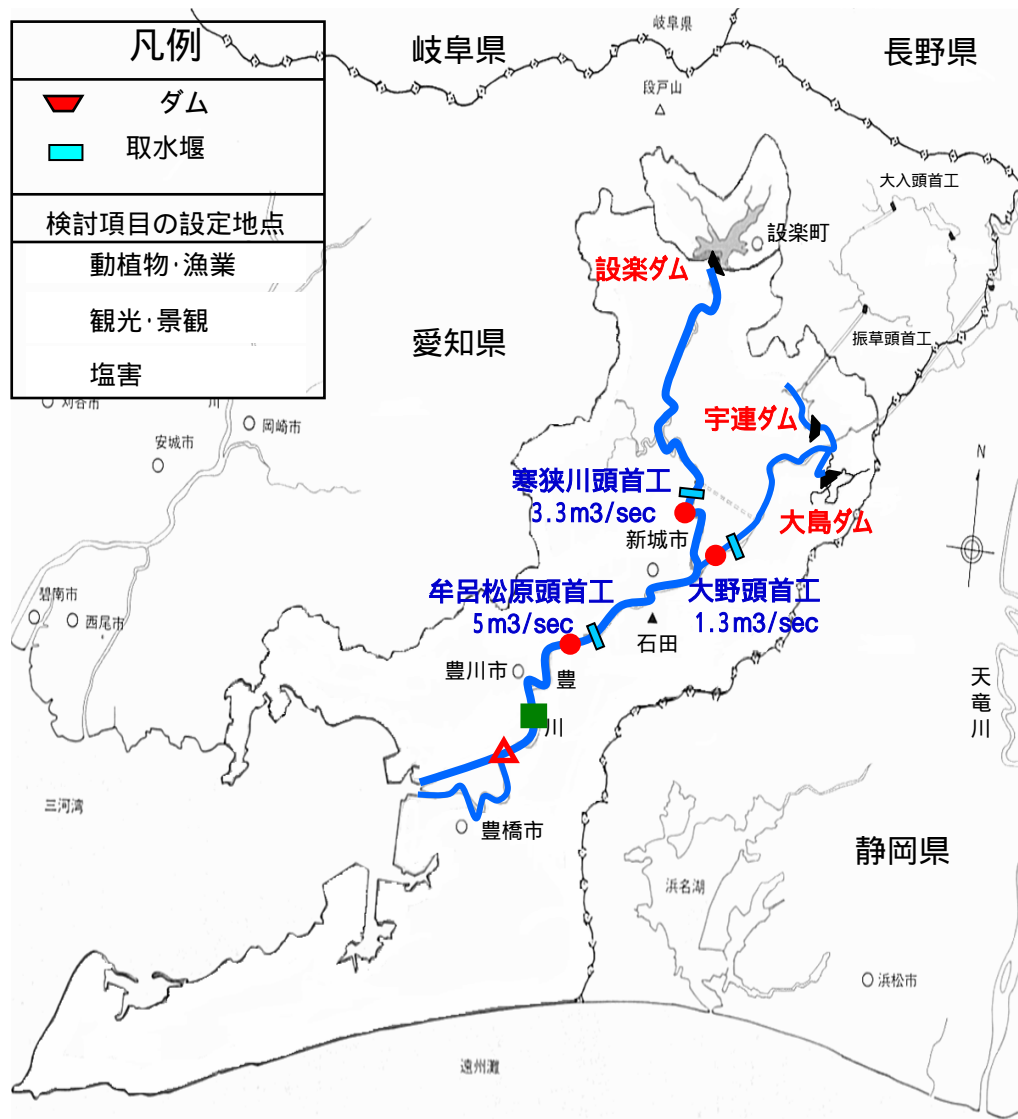 凡例
ダム
取水堰
検討項目の設定地点
動植物・漁業
観光・景観
塩害
岐阜県
岐阜県
長野県
段戸山
大入頭首工
設楽町
設楽ダム
愛知県
振草頭首工
刈谷市
川
岡崎市
安城市
宇連ダム
N
寒狭川頭首工
3.3m3/sec
大島ダム
新城市
碧南市
西尾市
牟呂松原頭首工
5m3/sec
大野頭首工
1.3m3/sec
石田
豊川市
豊
川
天竜川
三河湾
豊橋市
静岡県
浜名湖
浜松市
遠州灘